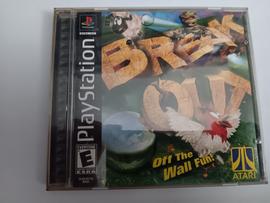 PlayStation
BREAK
OUT
Off The
Wall Fun!
E
ATARI